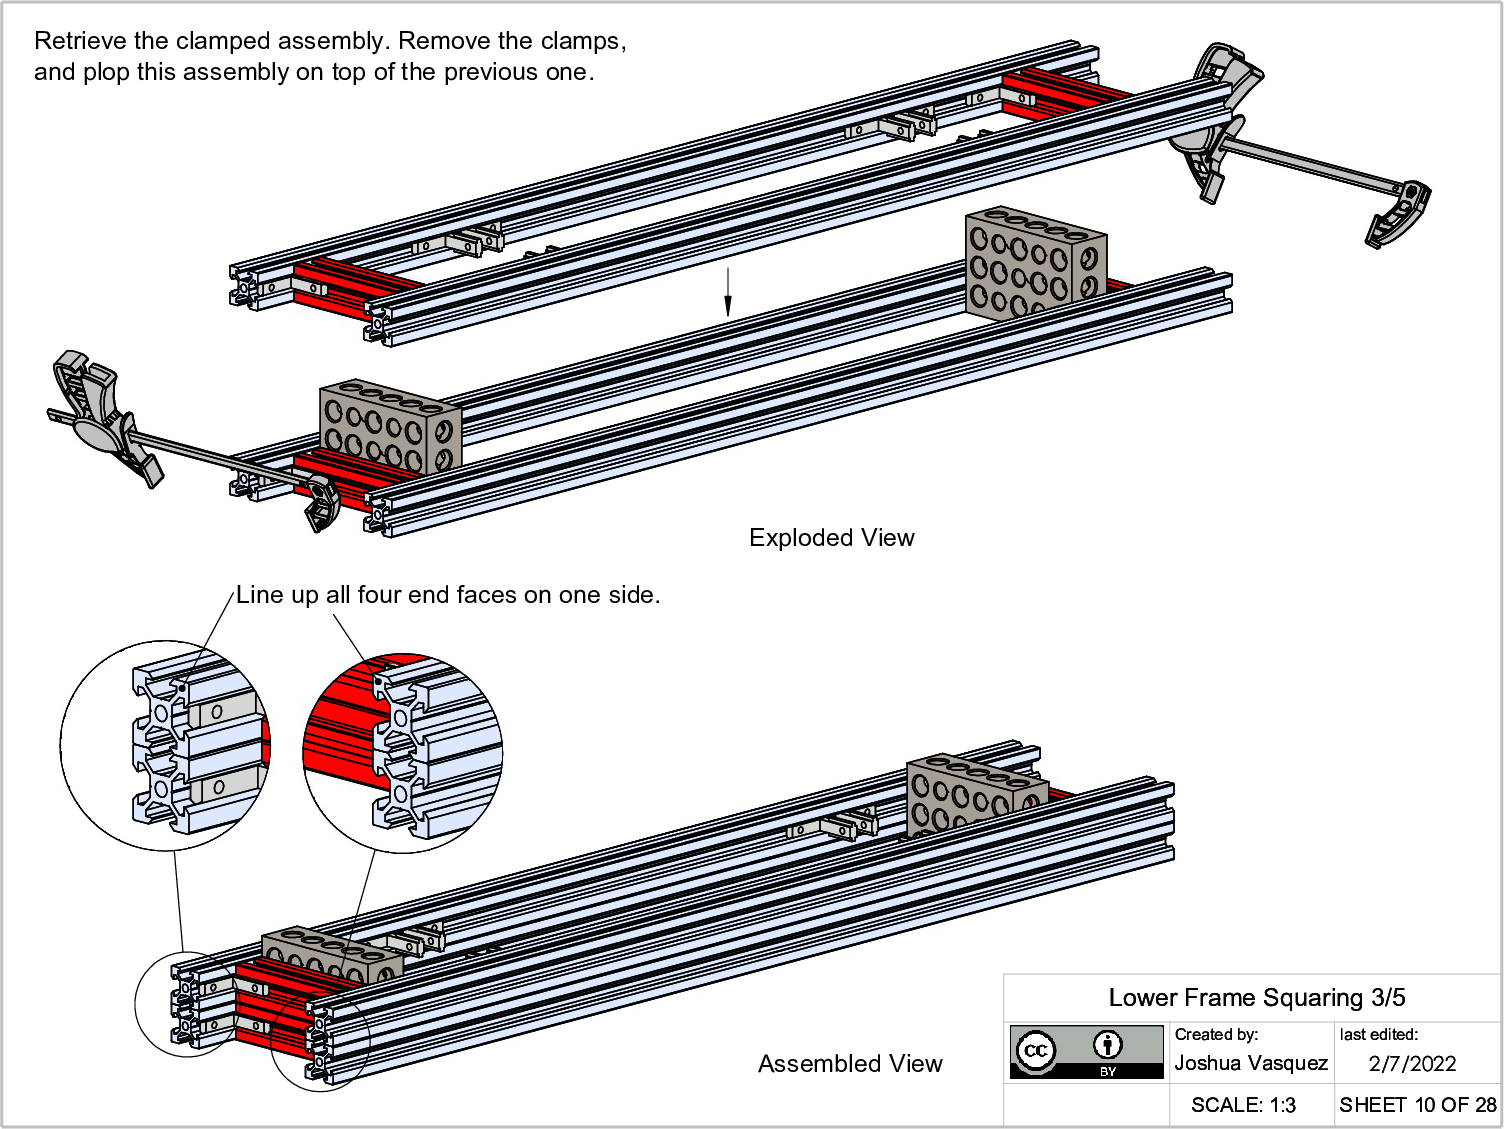 Retrieve the clamped assembly. Remove the clamps,
and plop this assembly on top of the previous one.
Exploded View
Line up all four end faces on one side.
Assembled View
Lower Frame Squaring 3/5
cc
BY
Created by:
Joshua Vasquez
last edited:
2/7/2022
SCALE: 1:3
SHEET 10 OF 28